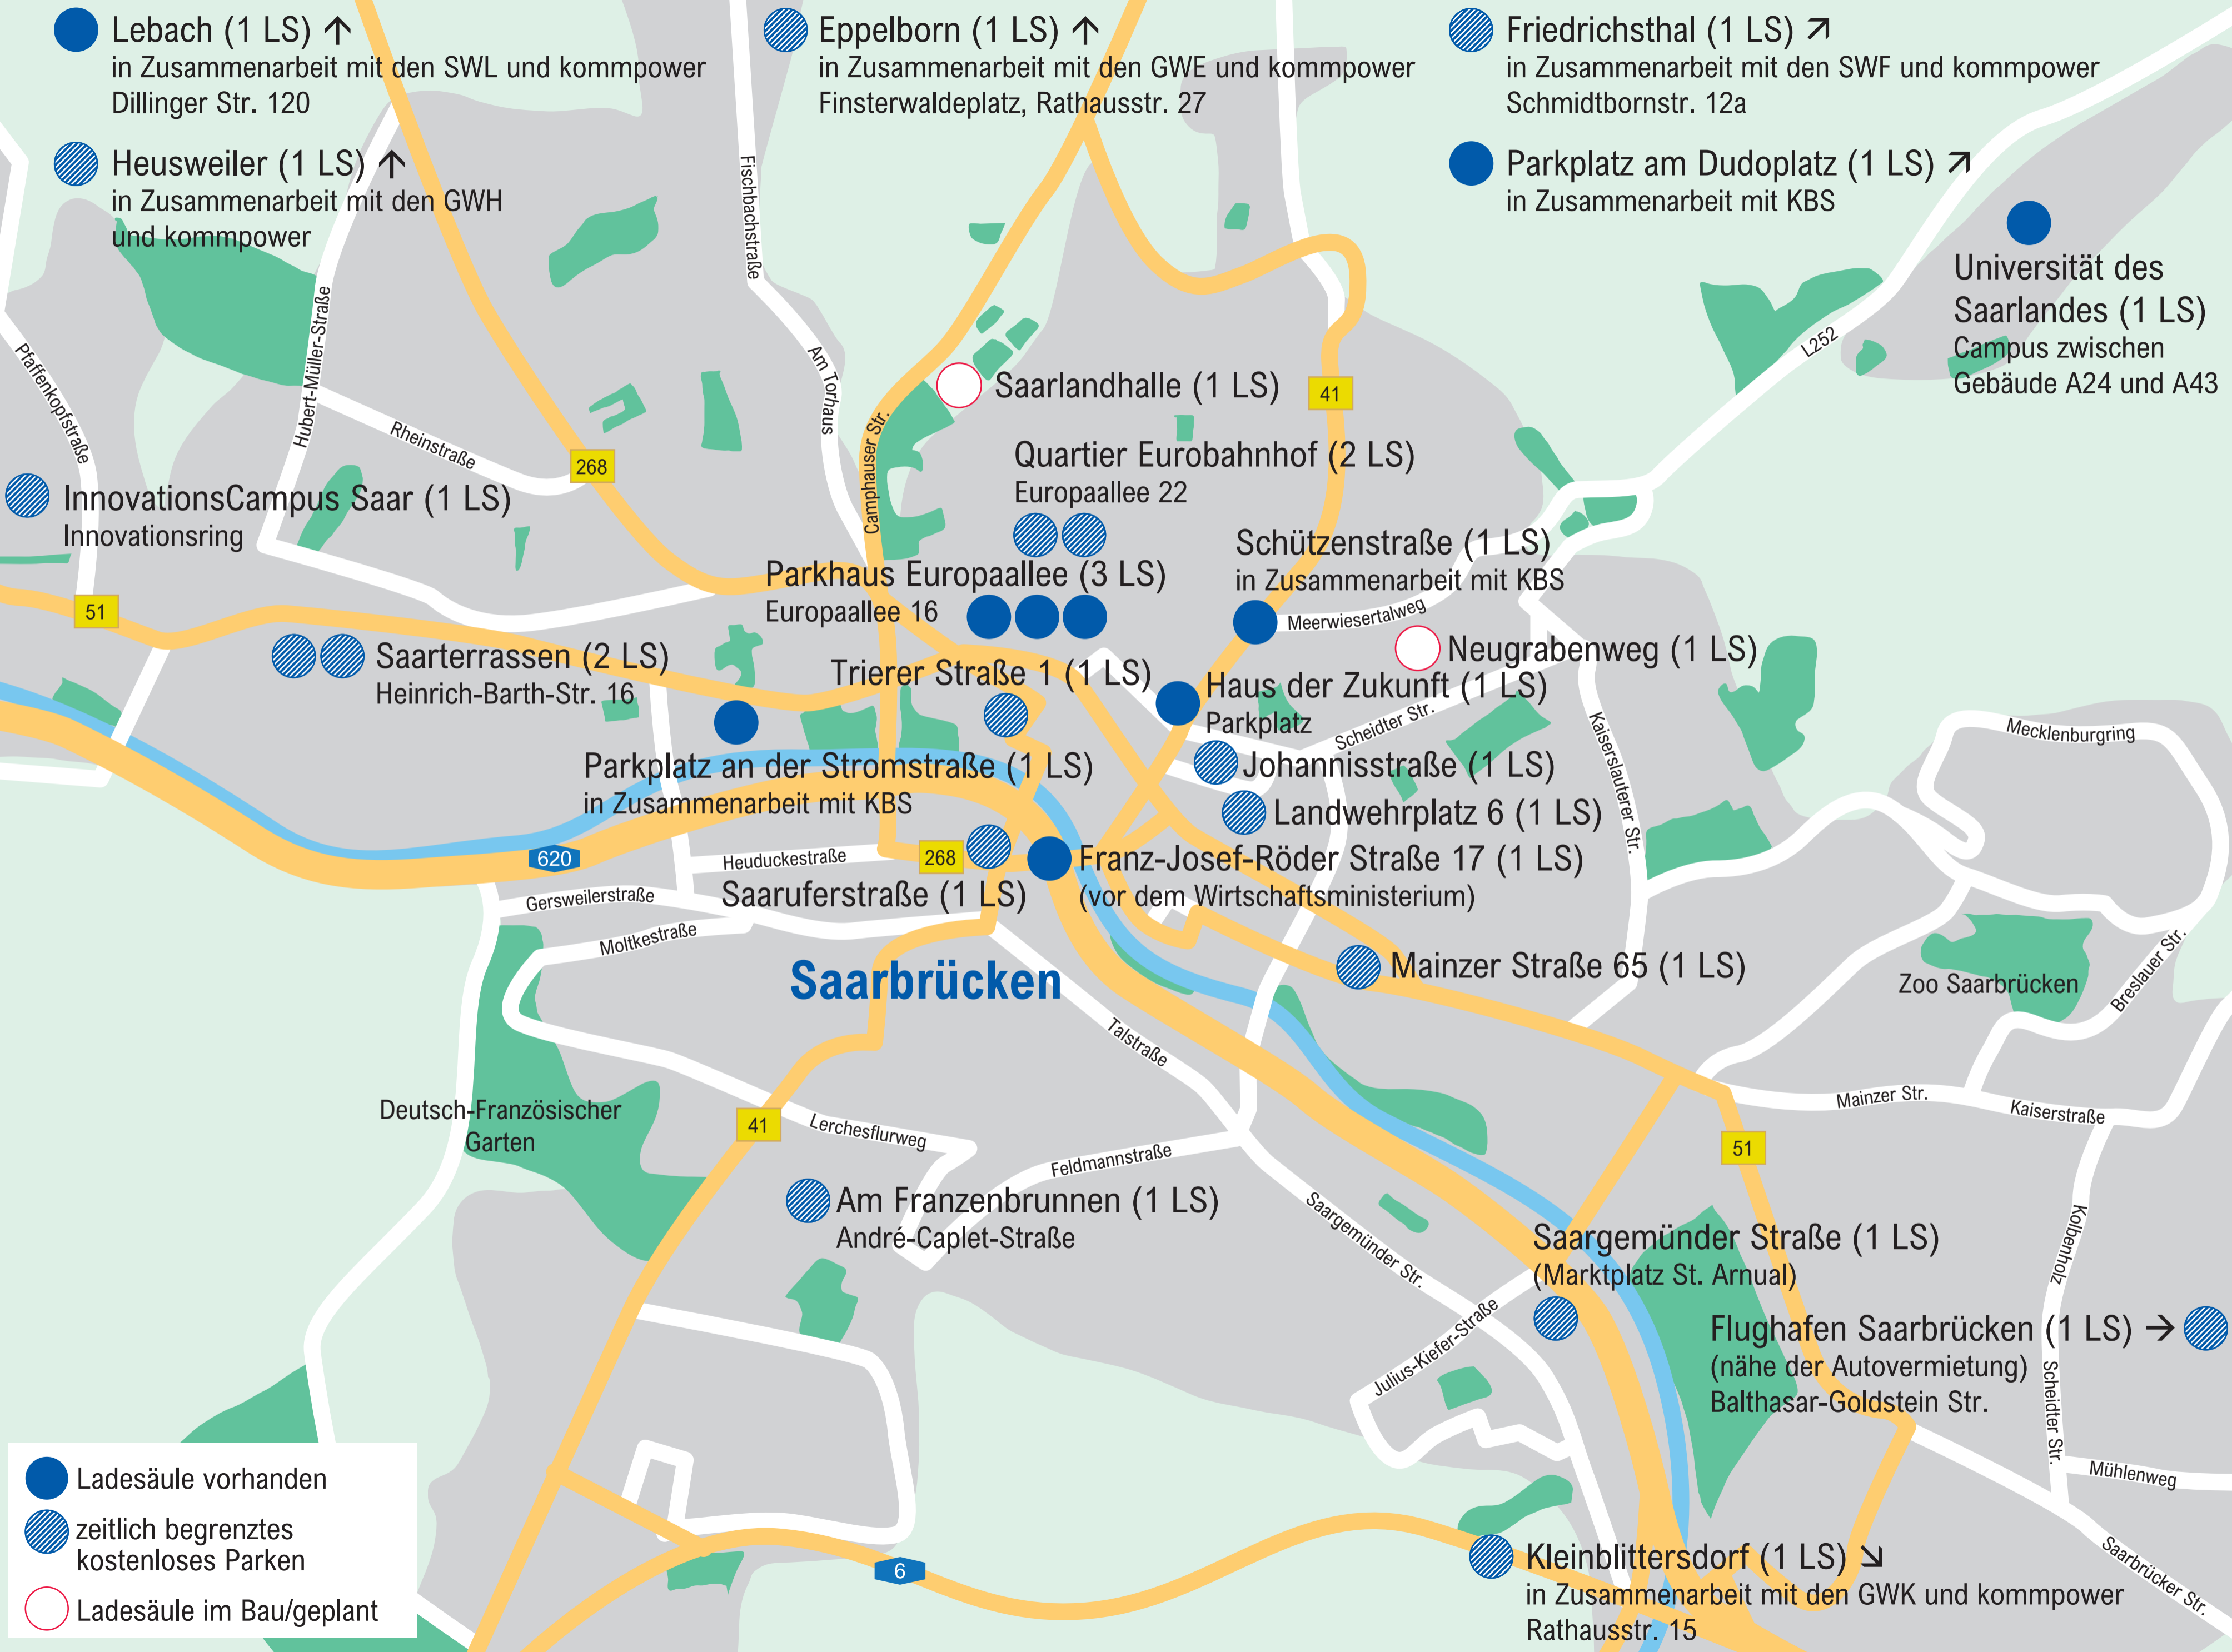 Lebach (1 LS) ↑
in Zusammenarbeit mit den SWL und kommpower
Dillinger Str. 120
Eppelborn (1 LS) ↑
in Zusammenarbeit mit den GWE und kommpower
Finsterwaldeplatz, Rathausstr. 27
Friedrichsthal (1 LS) ↗
in Zusammenarbeit mit den SWF und kommpower
Schmidtbornstr. 12a
Heusweiler (1 LS) ↑
in Zusammenarbeit mit den GWH
und kommpower
Parkplatz am Dudoplatz (1 LS) ↗
in Zusammenarbeit mit KBS
Universität des
Saarlandes (1 LS)
Campus zwischen
Gebäude A24 und A43
Fischbachstraße
Hubert-Müller-Straße
Pfaffenkopfstraße
Am Torhaus
L252
Saarlandhalle (1 LS)
41
Camphauser Str.
Rheinstraße
268
Quartier Eurobahnhof (2 LS)
Europaallee 22
InnovationsCampus Saar (1 LS)
Innovationsring
Schützenstraße (1 LS)
in Zusammenarbeit mit KBS
Parkhaus Europaallee (3 LS)
Europaallee 16
51
Meerwiesertalweg
Neugrabenweg (1 LS)
Saarterrassen (2 LS)
Heinrich-Barth-Str. 16
Trierer Straße 1 (1 LS)
Haus der Zukunft (1 LS)
Parkplatz
Scheidter Str.
Kaiserslauterer Str.
Mecklenburgring
Parkplatz an der Stromstraße (1 LS)
in Zusammenarbeit mit KBS
Johannisstraße (1 LS)
Landwehrplatz 6 (1 LS)
620
Heuduckestraße
268
Franz-Josef-Röder Straße 17 (1 LS)
(vor dem Wirtschaftsministerium)
Saaruferstraße (1 LS)
Gersweilerstraße
Moltkestraße
Saarbrücken
Mainzer Straße 65 (1 LS)
Zoo Saarbrücken
Breslauer Str.
Talstraße
Deutsch-Französischer
Garten
41
Lerchesflurweg
Feldmannstraße
Mainzer Str.
Kaiserstraße
51
Am Franzenbrunnen (1 LS)
André-Caplet-Straße
Saargemünder Str.
Kolbenholz
Saargemünder Straße (1 LS)
(Marktplatz St. Arnual)
Julius-Kiefer-Straße
Flughafen Saarbrücken (1 LS) →
(nähe der Autovermietung)
Balthasar-Goldstein Str.
Scheidter Str.
Mühlenweg
Saarbrücker Str.
Ladesäule vorhanden
zeitlich begrenztes
kostenloses Parken
Ladesäule im Bau/geplant
6
Kleinblittersdorf (1 LS) ↘
in Zusammenarbeit mit den GWK und kommpower
Rathausstr. 15